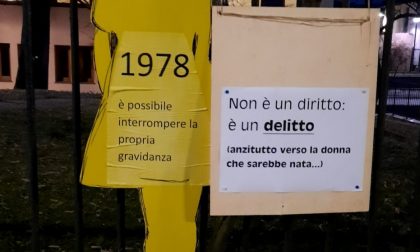 1978
è possibile
interrompere la
propria
gravidanza
Non è un diritto:
è un delitto
(anzitutto verso la donna
che sarebbe nata...)